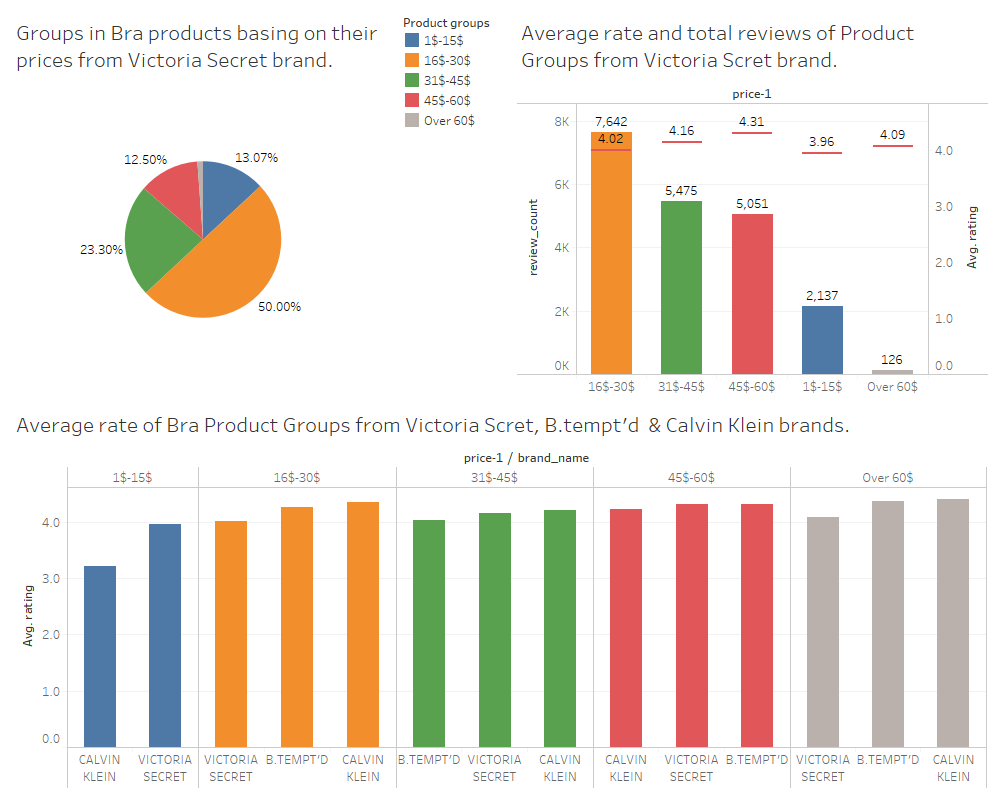 Groups in Bra products basing on their
prices from Victoria Secret brand.
Product groups
1$-15$
16$-30$
31$-45$
45$-60$
Over 60$
12.50%
13.07%
23.30%
50.00%
Average rate and total reviews of Product
Groups from Victoria Scret brand.
price-1
8K
6K
4K
2K
0K
review_count
7,642
4.02
4.16
5,475
4.31
5,051
3.96
2,137
4.09
126
4.0
3.0
2.0
1.0
0.0
Avg. rating
16$-30$
31$-45$
45$-60$
1$-15$
Over 60$
Average rate of Bra Product Groups from Victoria Scret, B.tempt’d & Calvin Klein brands.
price-1 / brand_name
1$-15$
16$-30$
31$-45$
45$-60$
Over 60$
4.0
3.0
2.0
1.0
0.0
Avg. rating
CALVIN
KLEIN
VICTORIA
SECRET
VICTORIA
SECRET
B.TEMPT’D
CALVIN
KLEIN
B.TEMPT’D
VICTORIA
SECRET
CALVIN
KLEIN
CALVIN
KLEIN
VICTORIA
SECRET
B.TEMPT’D
VICTORIA
SECRET
B.TEMPT’D
CALVIN
KLEIN